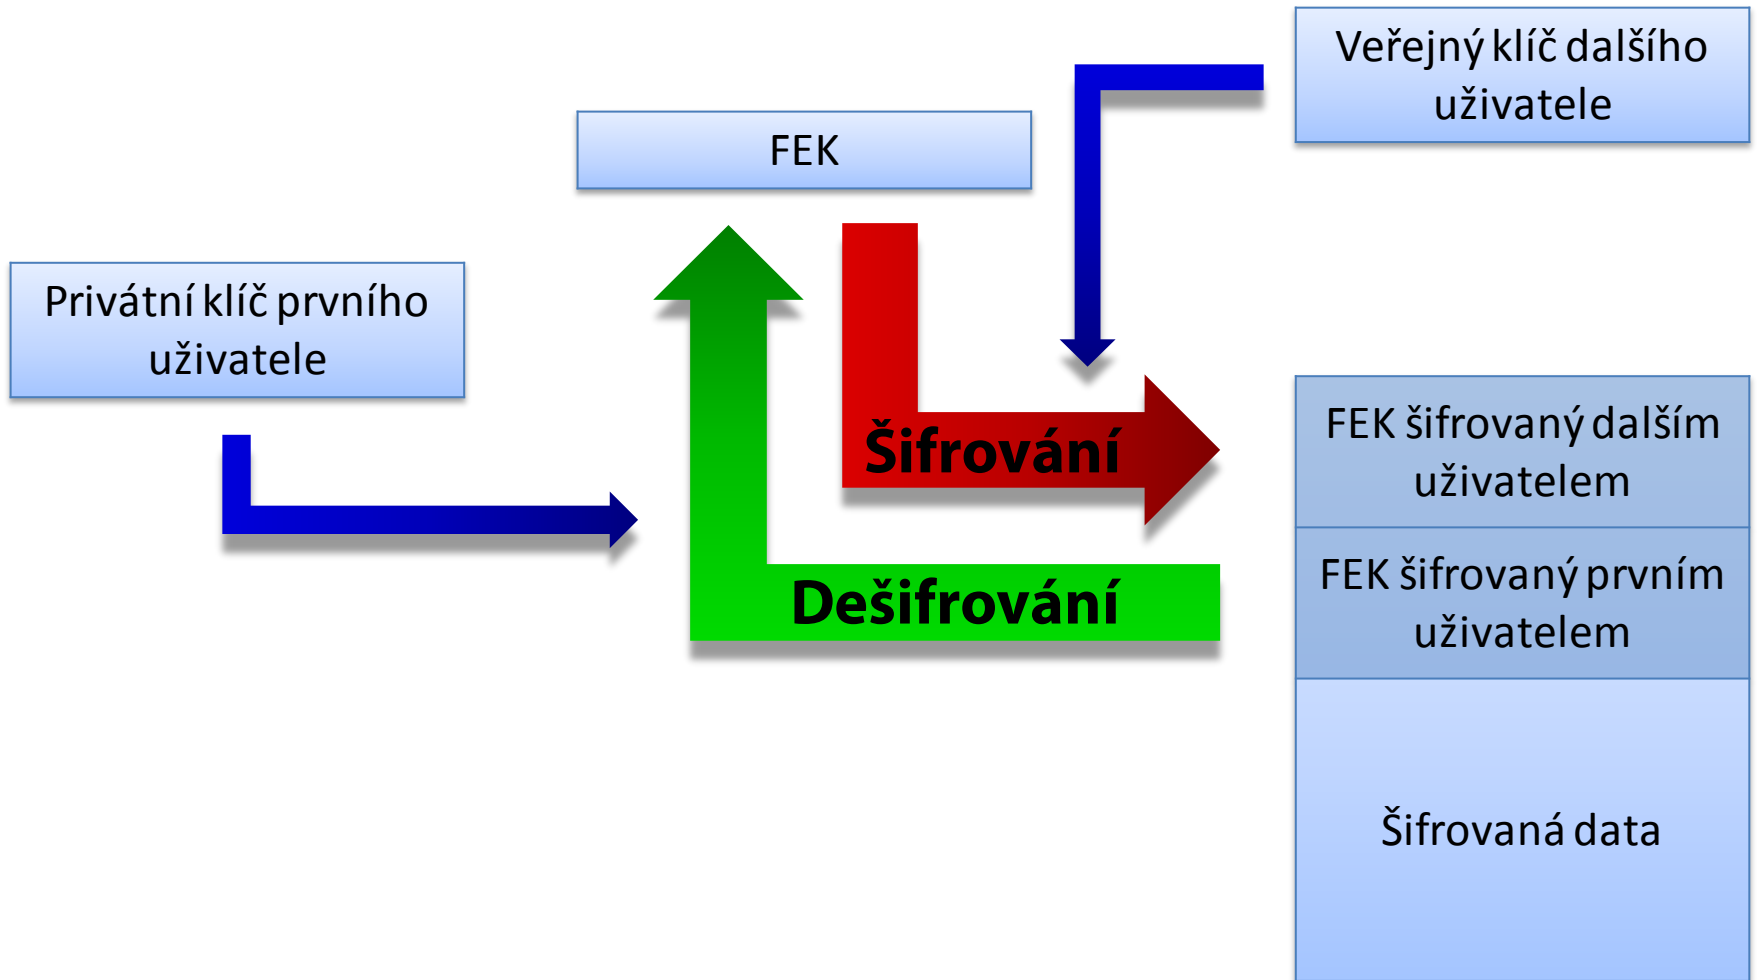 Veřejný klíč dalšího
uživatele
FEK
Privátní klíč prvního
uživatele
Šifrování
FEK šifrovaný dalším
uživatelem
Dešifrování
FEK šifrovaný prvním
uživatelem
Šifrovaná data